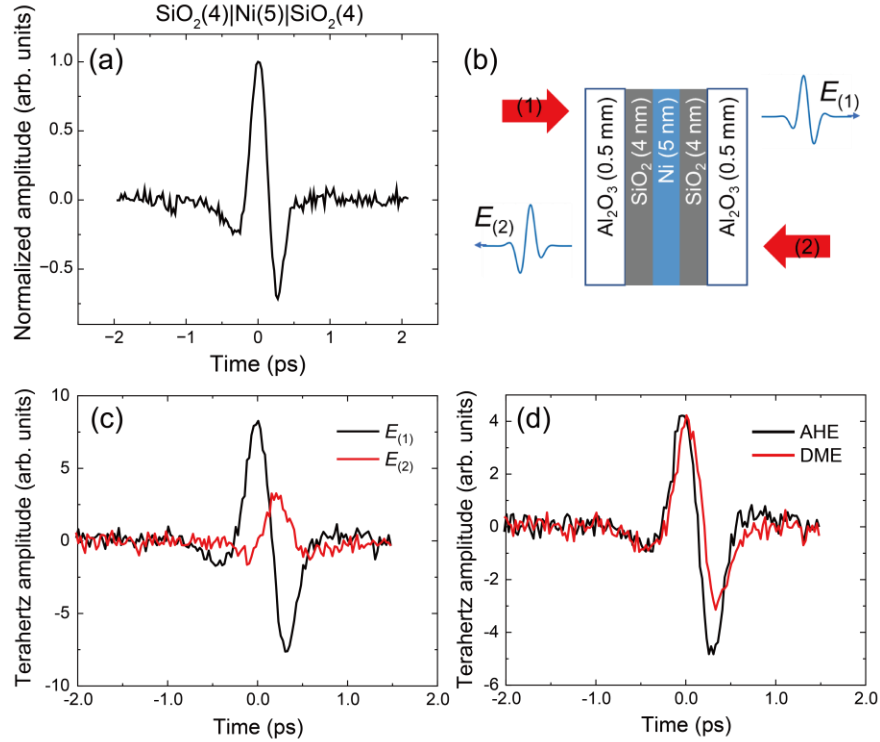 SiO₂(4)|Ni(5)|SiO₂(4)
(a)
Normalized amplitude (arb. units)
1.0
0.5
0.0
−0.5
−2
−1
0
1
2
Time (ps)
(b)
(1)
E(1)
Al₂O₃ (0.5 mm)
SiO₂ (4 nm)
Ni (5 nm)
SiO₂ (4 nm)
Al₂O₃ (0.5 mm)
E(2)
(2)
(c)
Terahertz amplitude (arb. units)
10
5
0
-5
-10
-2.0
-1.0
0.0
1.0
2.0
Time (ps)
E(1)
E(2)
(d)
Terahertz amplitude (arb. units)
4
2
0
-2
-4
-6
-2.0
-1.0
0.0
1.0
2.0
Time (ps)
AHE
DME